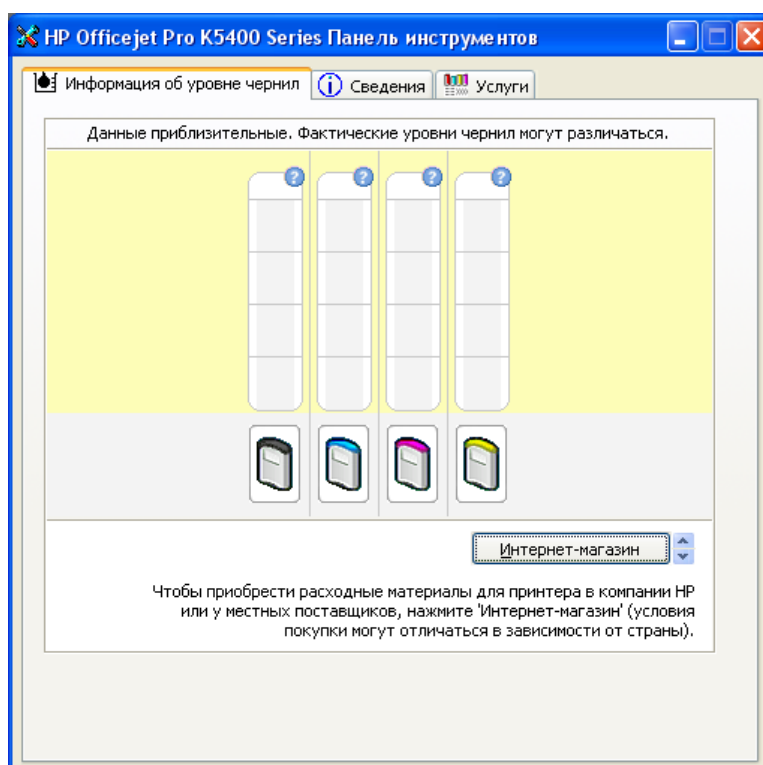 HP Officejet Pro K5400 Series Панель инструментов
Информация об уровне чернил
Сведения
Услуги
Данные приблизительные. Фактические уровни чернил могут различаться.
? ? ? ?
Интернет-магазин
Чтобы приобрести расходные материалы для принтера в компании HP
или у местных поставщиков, нажмите 'Интернет-магазин' (условия
покупки могут отличаться в зависимости от страны).